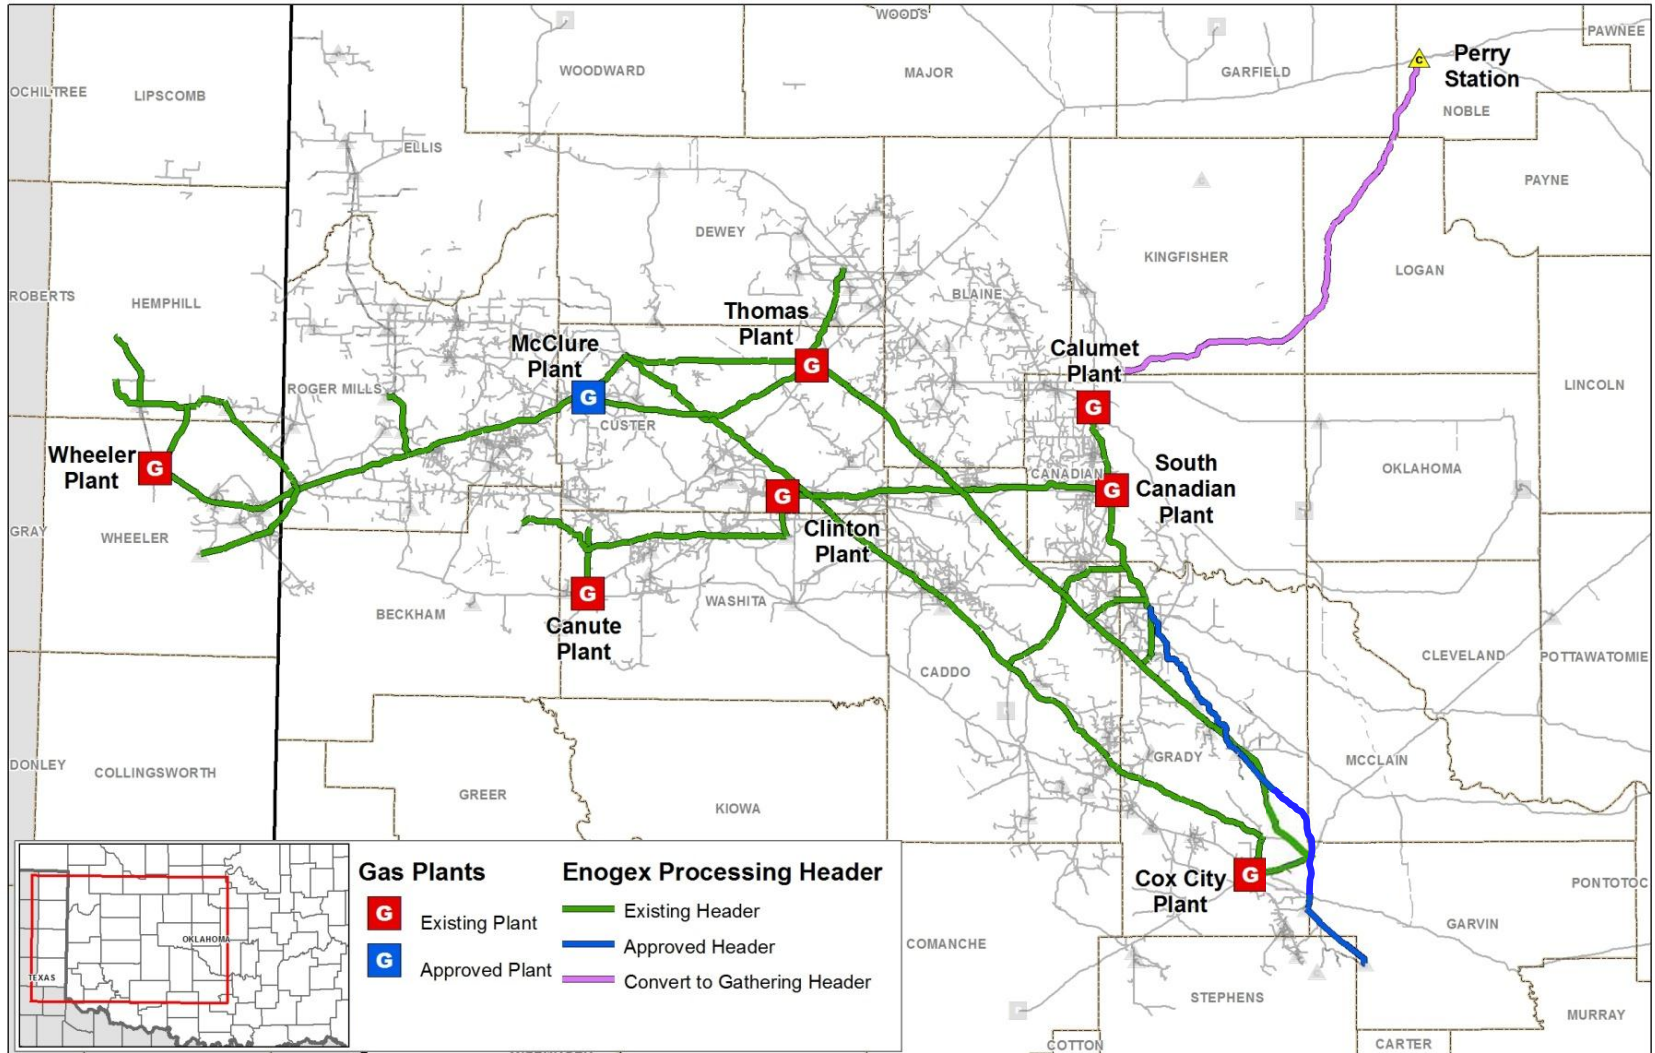 WOODS
PAWNEE
Perry
Station
WOODWARD
MAJOR
GARFIELD
OCHILTREE
LIPSCOMB
NOBLE
ELLIS
PAYNE
DEWEY
KINGFISHER
LOGAN
ROBERTS
HEMPHILL
BLAINE
Thomas
Plant
McClure
Plant
Calumet
Plant
ROGER MILLS
LINCOLN
G
G
G
CUSTER
Wheeler
Plant
G
South
Canadian
Plant
CANADIAN
OKLAHOMA
G
G
Clinton
Plant
GRAY
WHEELER
G
Canute
Plant
BECKHAM
WASHITA
CADDO
CLEVELAND
POTTAWATOMIE
DONLEY
COLLINGSWORTH
GREER
KIOWA
GRADY
MCCLAIN
Cox City
Plant
G
PONTOTOC
GARVIN
COMANCHE
STEPHENS
MURRAY
COTTON
CARTER
OKLAHOMA
TEXAS
Gas Plants
G Existing Plant
G Approved Plant
Enogex Processing Header
Existing Header
Approved Header
Convert to Gathering Header